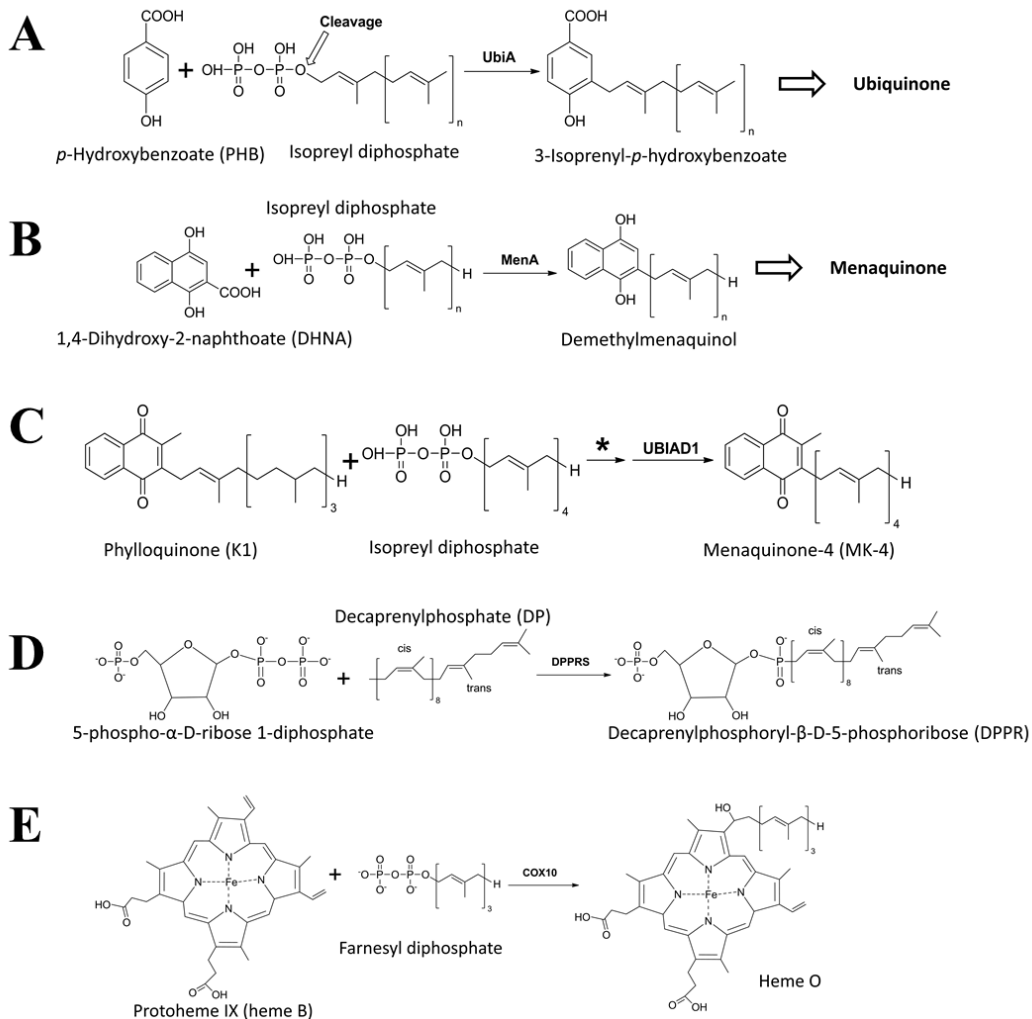 A
COOH
OH
p-Hydroxybenzoate (PHB)
+
OH OH
OH P O P O
O O
Cleavage
n
Isopreyl diphosphate
UbiA
COOH
OH
n
3-Isoprenyl-p-hydroxybenzoate
Ubiquinone
B
OH
COOH
OH
1,4-Dihydroxy-2-naphthoate (DHNA)
+
Isopreyl diphosphate
OH OH
OH P O P O
O O
H
n
MenA
OH
OH
H
n
Demethylmenaquinol
Menaquinone
C
O
O
H
3
Phylloquinone (K1)
+
OH OH
OH P O P O
O O
H
4
Isopreyl diphosphate
*
UBIAD1
O
O
H
4
Menaquinone-4 (MK-4)
D
O O- O-
-O P O O O P O P O-
O- O O
HO OH
5-phospho-α-D-ribose 1-diphosphate
+
Decaprenylphosphate (DP)
cis
8
trans
DPPRS
O O-
-O P O O O P
O- O
HO OH
cis
8
trans
Decaprenylphosphoryl-β-D-5-phosphoribose (DPPR)
E
N
N Fe N
N
HO
O
O
OH
Protoheme IX (heme B)
+
O O
-O P O P O
O- O-
H
3
Farnesyl diphosphate
COX10
HO
H
3
N
N Fe N
N
HO
O
O
OH
Heme O